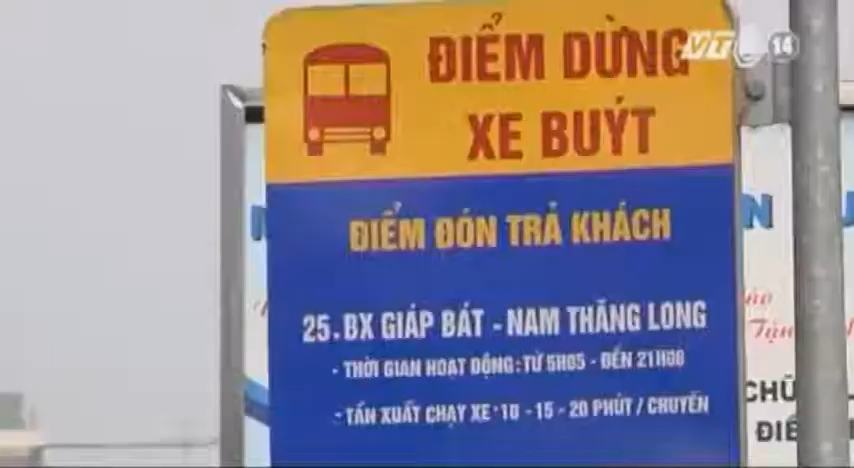 ĐIỂM DỪNG
VTC 14
XE BUÝT
ĐIỂM ĐÓN TRẢ KHÁCH
25. BX GIÁP BÁT - NAM THĂNG LONG
- THỜI GIAN HOẠT ĐỘNG: TỪ 5H05 - ĐẾN 21H00
- TẦN XUẤT CHẠY XE: 10 - 15 - 20 PHÚT / CHUYẾN